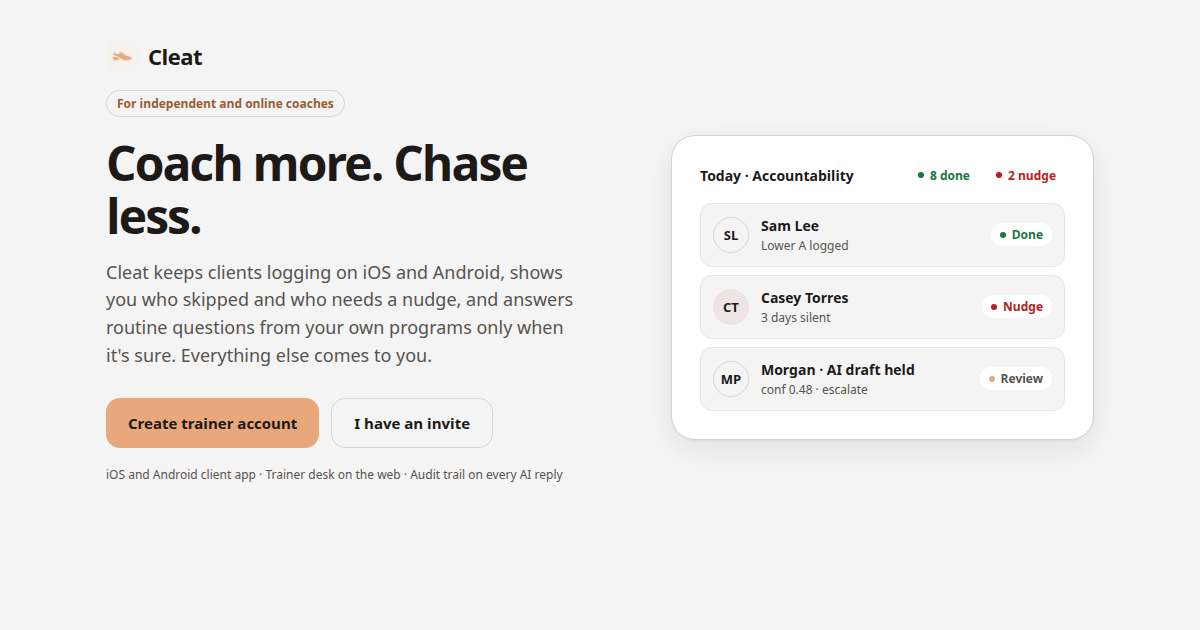 Cleat
For independent and online coaches
Coach more. Chase
less.
Cleat keeps clients logging on iOS and Android, shows
you who skipped and who needs a nudge, and answers
routine questions from your own programs only when
it's sure. Everything else comes to you.
Create trainer account
I have an invite
iOS and Android client app · Trainer desk on the web · Audit trail on every AI reply
Today · Accountability
8 done
2 nudge
SL
Sam Lee
Lower A logged
Done
CT
Casey Torres
3 days silent
Nudge
MP
Morgan · AI draft held
conf 0.48 · escalate
Review